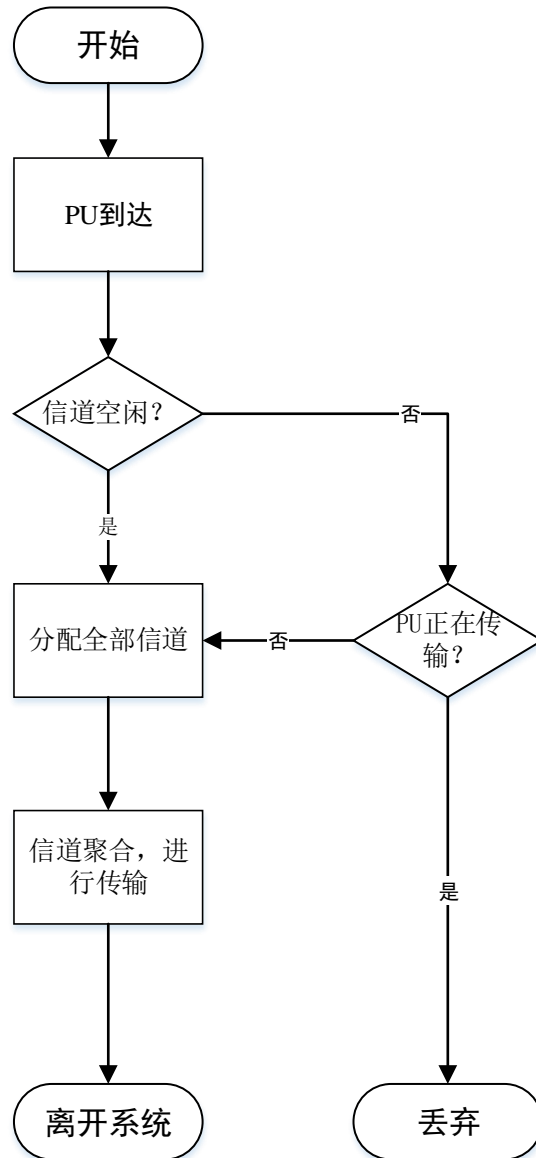 开始
PU到达
信道空闲？
否
是
分配全部信道
否
PU正在传
输？
信道聚合，进
行传输
是
离开系统
丢弃